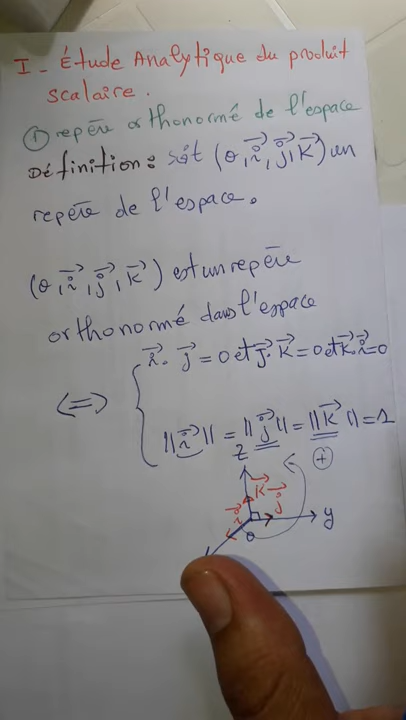 I - Étude Analytique du produit
scalaire.
① repère orthonormé de l'espace
Définition: soit (o, i⃗, j⃗, k⃗) un
repère de l'espace.
(o, i⃗, j⃗, k⃗) est un repère
orthonormé dans l'espace
⟺ { i⃗. j⃗ = 0 et j⃗. k⃗ = 0 et k⃗. i⃗ = 0
||i⃗|| = ||j⃗|| = ||k⃗|| = 1
z
+
k⃗
i⃗ j⃗
o y